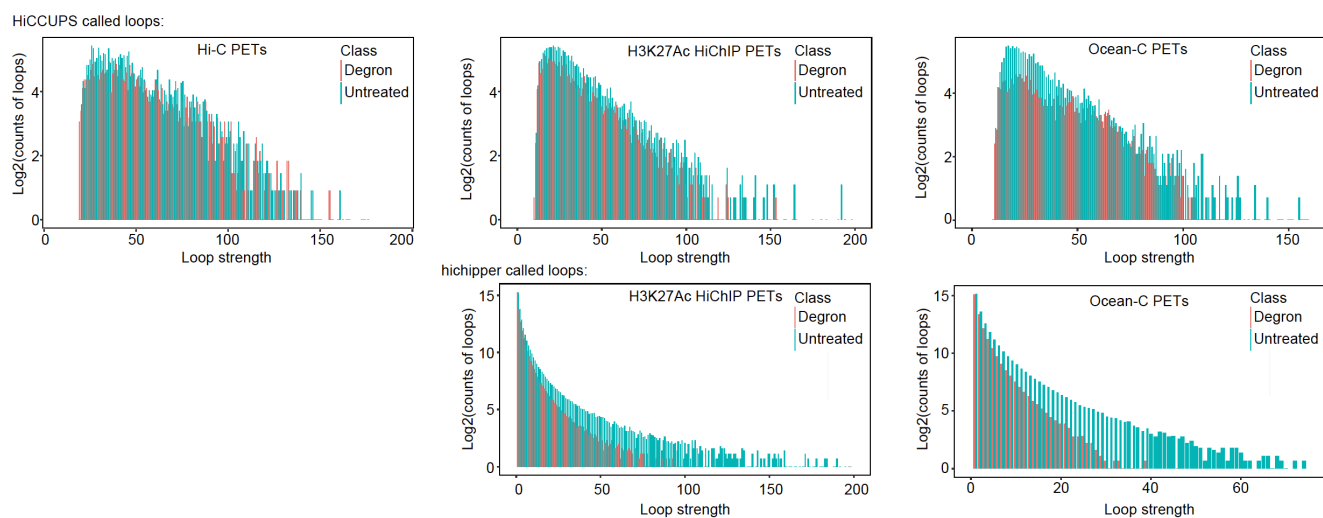 HiCCUPS called loops:
Hi-C PETs
Class
Degron
Untreated
Log2(counts of loops)
4
2
0
0 50 100 150 200
Loop strength
H3K27Ac HiChIP PETs
Class
Degron
Untreated
Log2(counts of loops)
4
2
0
0 50 100 150 200
Loop strength
Ocean-C PETs
Class
Degron
Untreated
Log2(counts of loops)
4
2
0
0 50 100 150
Loop strength
hichipper called loops:
H3K27Ac HiChIP PETs
Class
Degron
Untreated
Log2(counts of loops)
15
10
5
0
0 50 100 150 200
Loop strength
Ocean-C PETs
Class
Degron
Untreated
Log2(counts of loops)
15
10
5
0
0 20 40 60
Loop strength